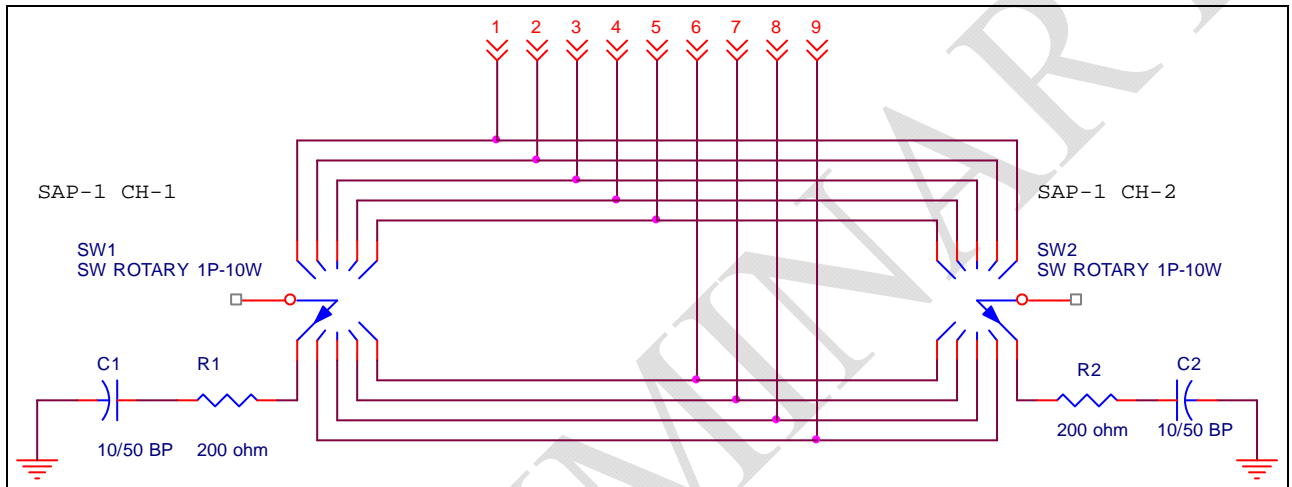 1 2 3 4 5 6 7 8 9
SAP-1 CH-1
SAP-1 CH-2
SW1
SW ROTARY 1P-10W
SW2
SW ROTARY 1P-10W
C1
R1
R2
C2
10/50 BP
200 ohm
200 ohm
10/50 BP
MINARY